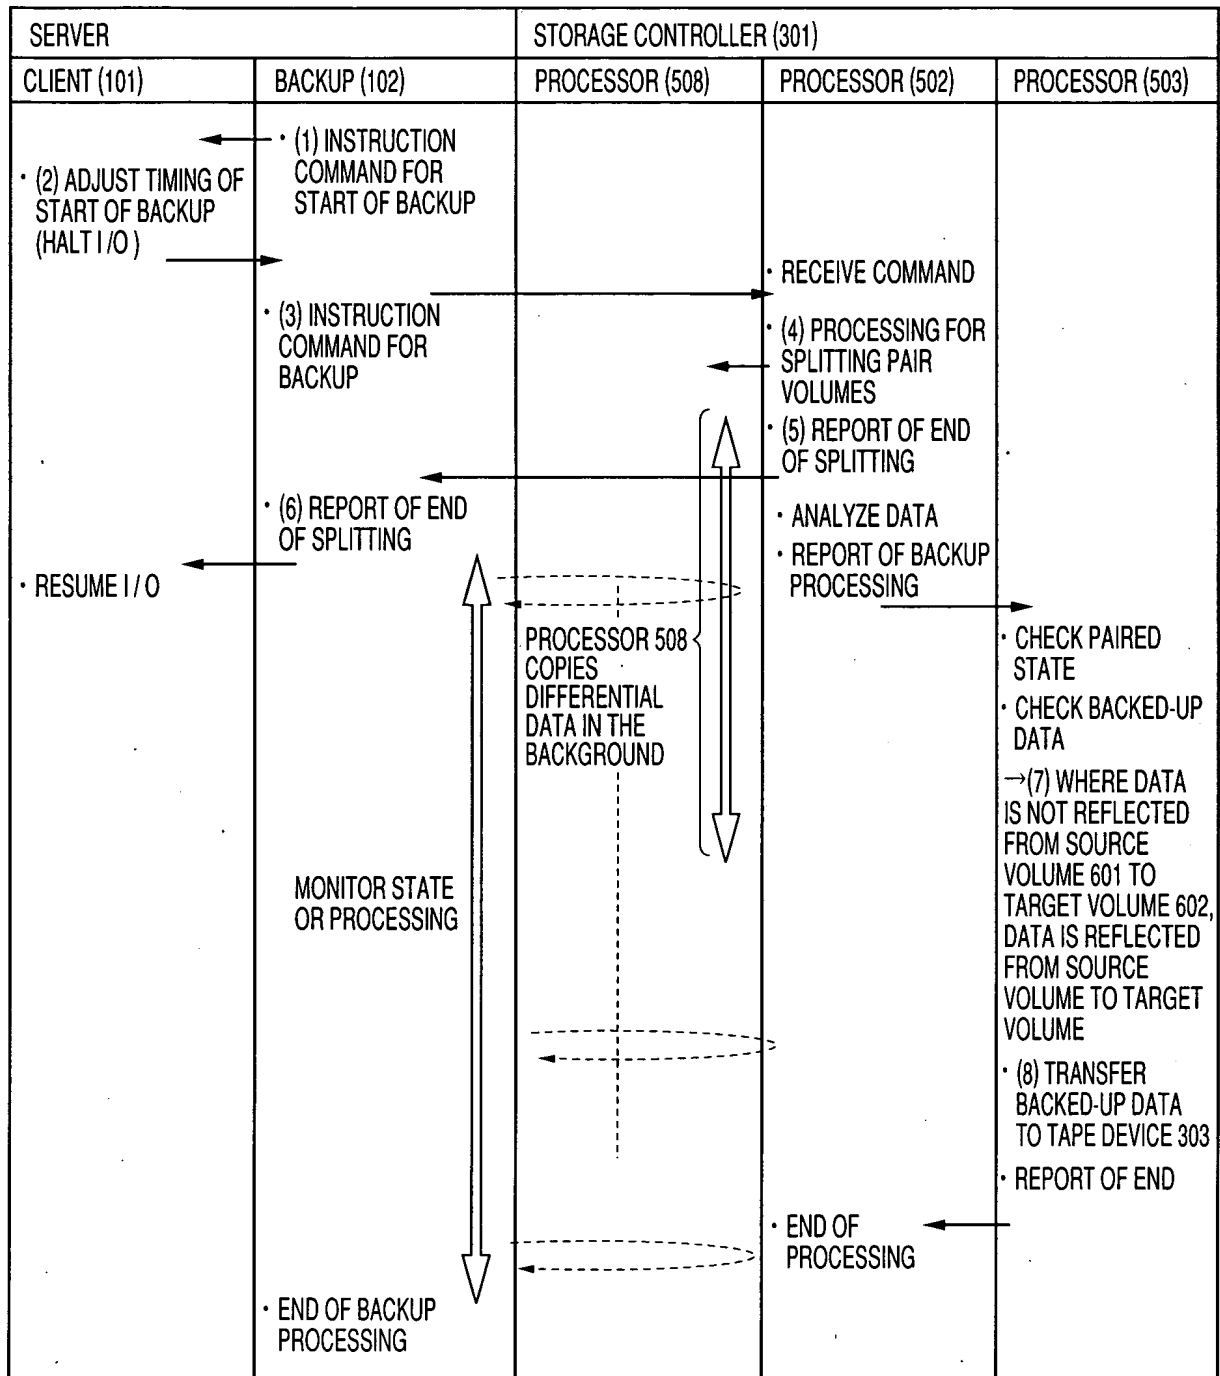 SERVER
STORAGE CONTROLLER (301)
CLIENT (101)
BACKUP (102)
PROCESSOR (508)
PROCESSOR (502)
PROCESSOR (503)
· (1) INSTRUCTION
COMMAND FOR
START OF BACKUP
· (2) ADJUST TIMING OF
START OF BACKUP
(HALT I/O )
· RECEIVE COMMAND
· (3) INSTRUCTION
COMMAND FOR
BACKUP
· (4) PROCESSING FOR
SPLITTING PAIR
VOLUMES
· (5) REPORT OF END
OF SPLITTING
· (6) REPORT OF END
OF SPLITTING
· ANALYZE DATA
· REPORT OF BACKUP
PROCESSING
· RESUME I / O
PROCESSOR 508
COPIES
DIFFERENTIAL
DATA IN THE
BACKGROUND
· CHECK PAIRED
STATE
· CHECK BACKED-UP
DATA
→(7) WHERE DATA
IS NOT REFLECTED
FROM SOURCE
VOLUME 601 TO
TARGET VOLUME 602,
DATA IS REFLECTED
FROM SOURCE
VOLUME TO TARGET
VOLUME
MONITOR STATE
OR PROCESSING
· (8) TRANSFER
BACKED-UP DATA
TO TAPE DEVICE 303
· REPORT OF END
· END OF
PROCESSING
· END OF BACKUP
PROCESSING